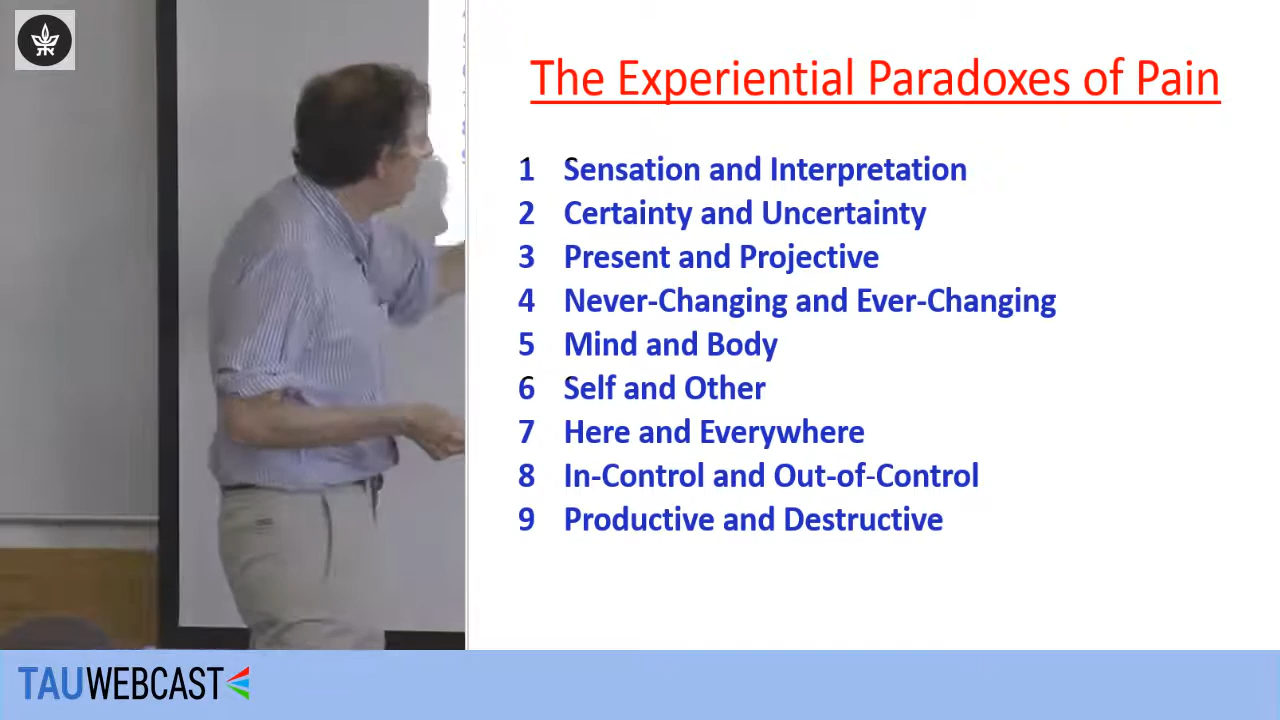 The Experiential Paradoxes of Pain
1 Sensation and Interpretation
2 Certainty and Uncertainty
3 Present and Projective
4 Never-Changing and Ever-Changing
5 Mind and Body
6 Self and Other
7 Here and Everywhere
8 In-Control and Out-of-Control
9 Productive and Destructive
TAUWEBCAST